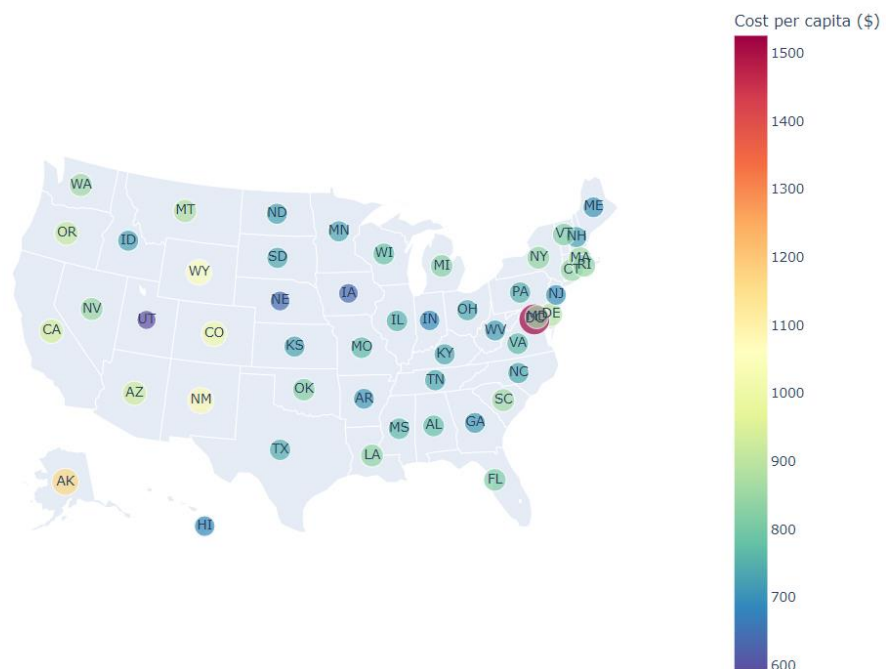 Cost per capita ($)
1500
1400
1300
1200
1100
1000
900
800
700
600
WA
MT
ND
ME
OR
ID
MN
VT
NH
SD
WI
NY
MA
MI
CT
RI
WY
NE
IA
PA
NJ
NV
UT
IL
IN
OH
DC
DE
CA
CO
WV
KS
MO
KY
VA
AZ
NM
OK
AR
TN
NC
SC
MS
AL
GA
TX
LA
AK
FL
HI